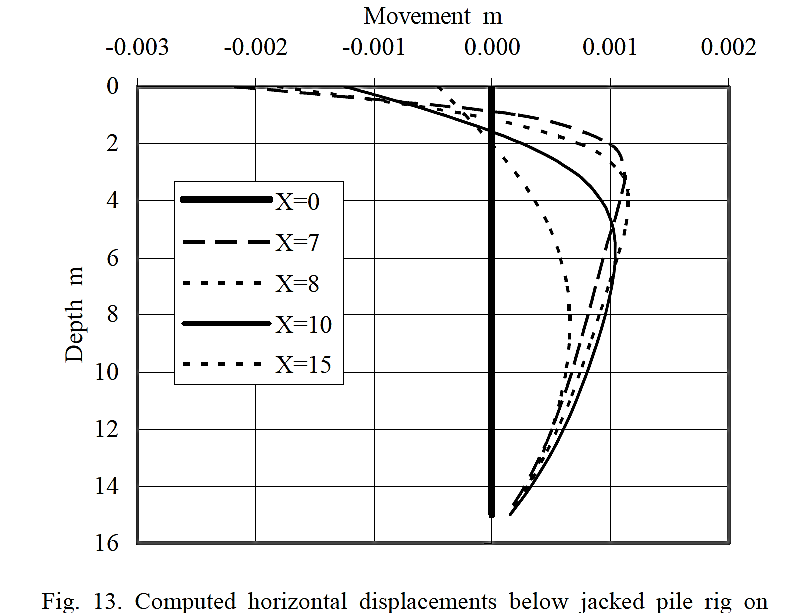 Movement m
-0.003 -0.002 -0.001 0.000 0.001 0.002
0
2
4
6
8
10
12
14
16
Depth m
X=0
X=7
X=8
X=10
X=15
Fig. 13. Computed horizontal displacements below jacked pile rig on